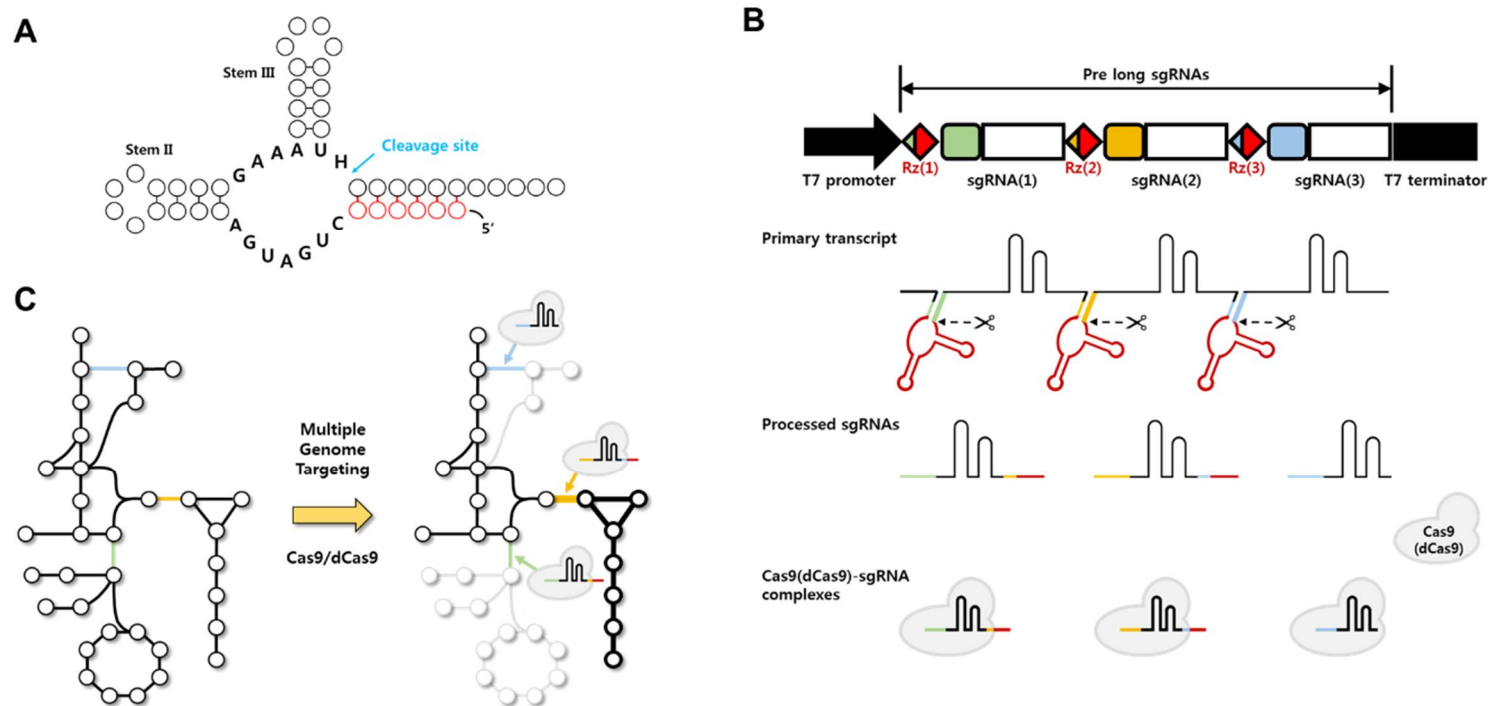 A
Stem III
Stem II
G A A A U H
Cleavage site
A G U A G U C
5'
B
Pre long sgRNAs
T7 promoter
Rz(1)
sgRNA(1)
Rz(2)
sgRNA(2)
Rz(3)
sgRNA(3)
T7 terminator
Primary transcript
Processed sgRNAs
Cas9
(dCas9)
Cas9(dCas9)-sgRNA
complexes
C
Multiple
Genome
Targeting
Cas9/dCas9